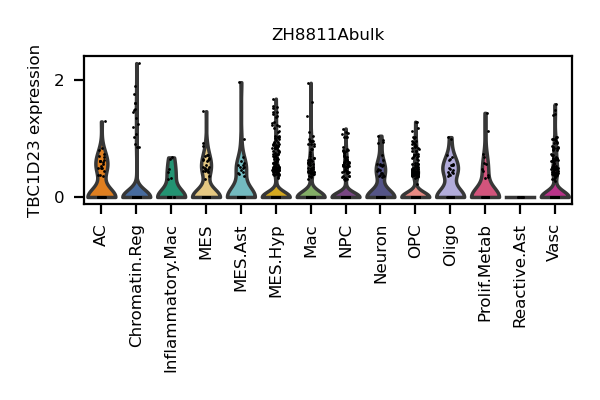 ZH8811Abulk
TBC1D23 expression
2
0
AC
Chromatin.Reg
Inflammatory.Mac
MES
MES.Ast
MES.Hyp
Mac
NPC
Neuron
OPC
Oligo
Prolif.Metab
Reactive.Ast
Vasc